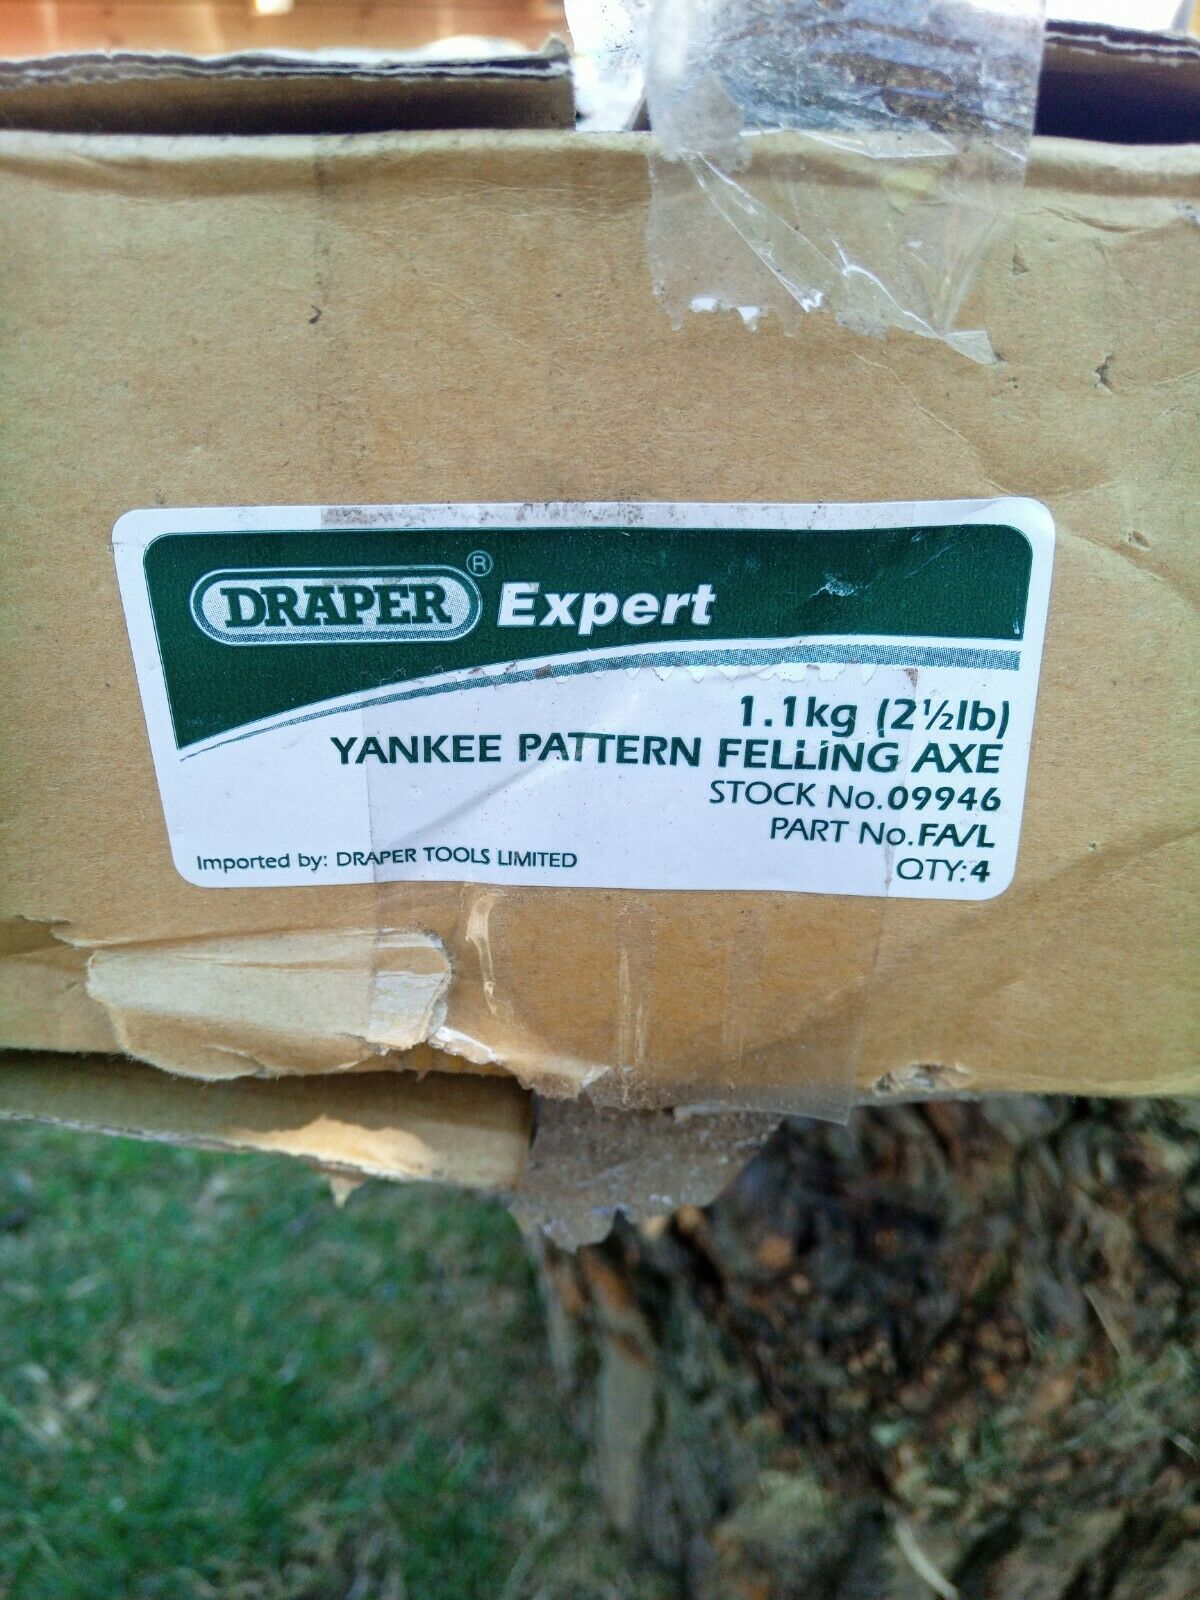 DRAPER® Expert
1.1kg (2½lb)
YANKEE PATTERN FELLING AXE
STOCK No.09946
PART No.FA/L
Imported by: DRAPER TOOLS LIMITED
QTY:4